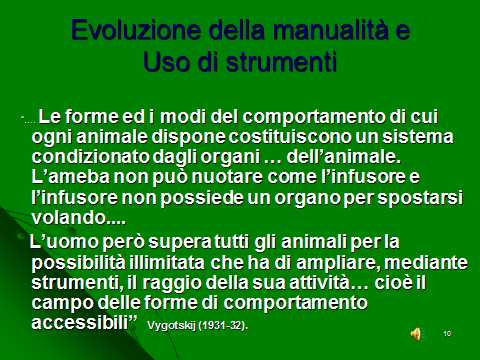 Evoluzione della manualità e
Uso di strumenti
-.... Le forme ed i modi del comportamento di cui
ogni animale dispone costituiscono un sistema
condizionato dagli organi … dell’animale.
L’ameba non può nuotare come l’infusore e
l’infusore non possiede un organo per spostarsi
volando....
L’uomo però supera tutti gli animali per la
possibilità illimitata che ha di ampliare, mediante
strumenti, il raggio della sua attività… cioè il
campo delle forme di comportamento
accessibili” Vygotskij (1931-32).
10